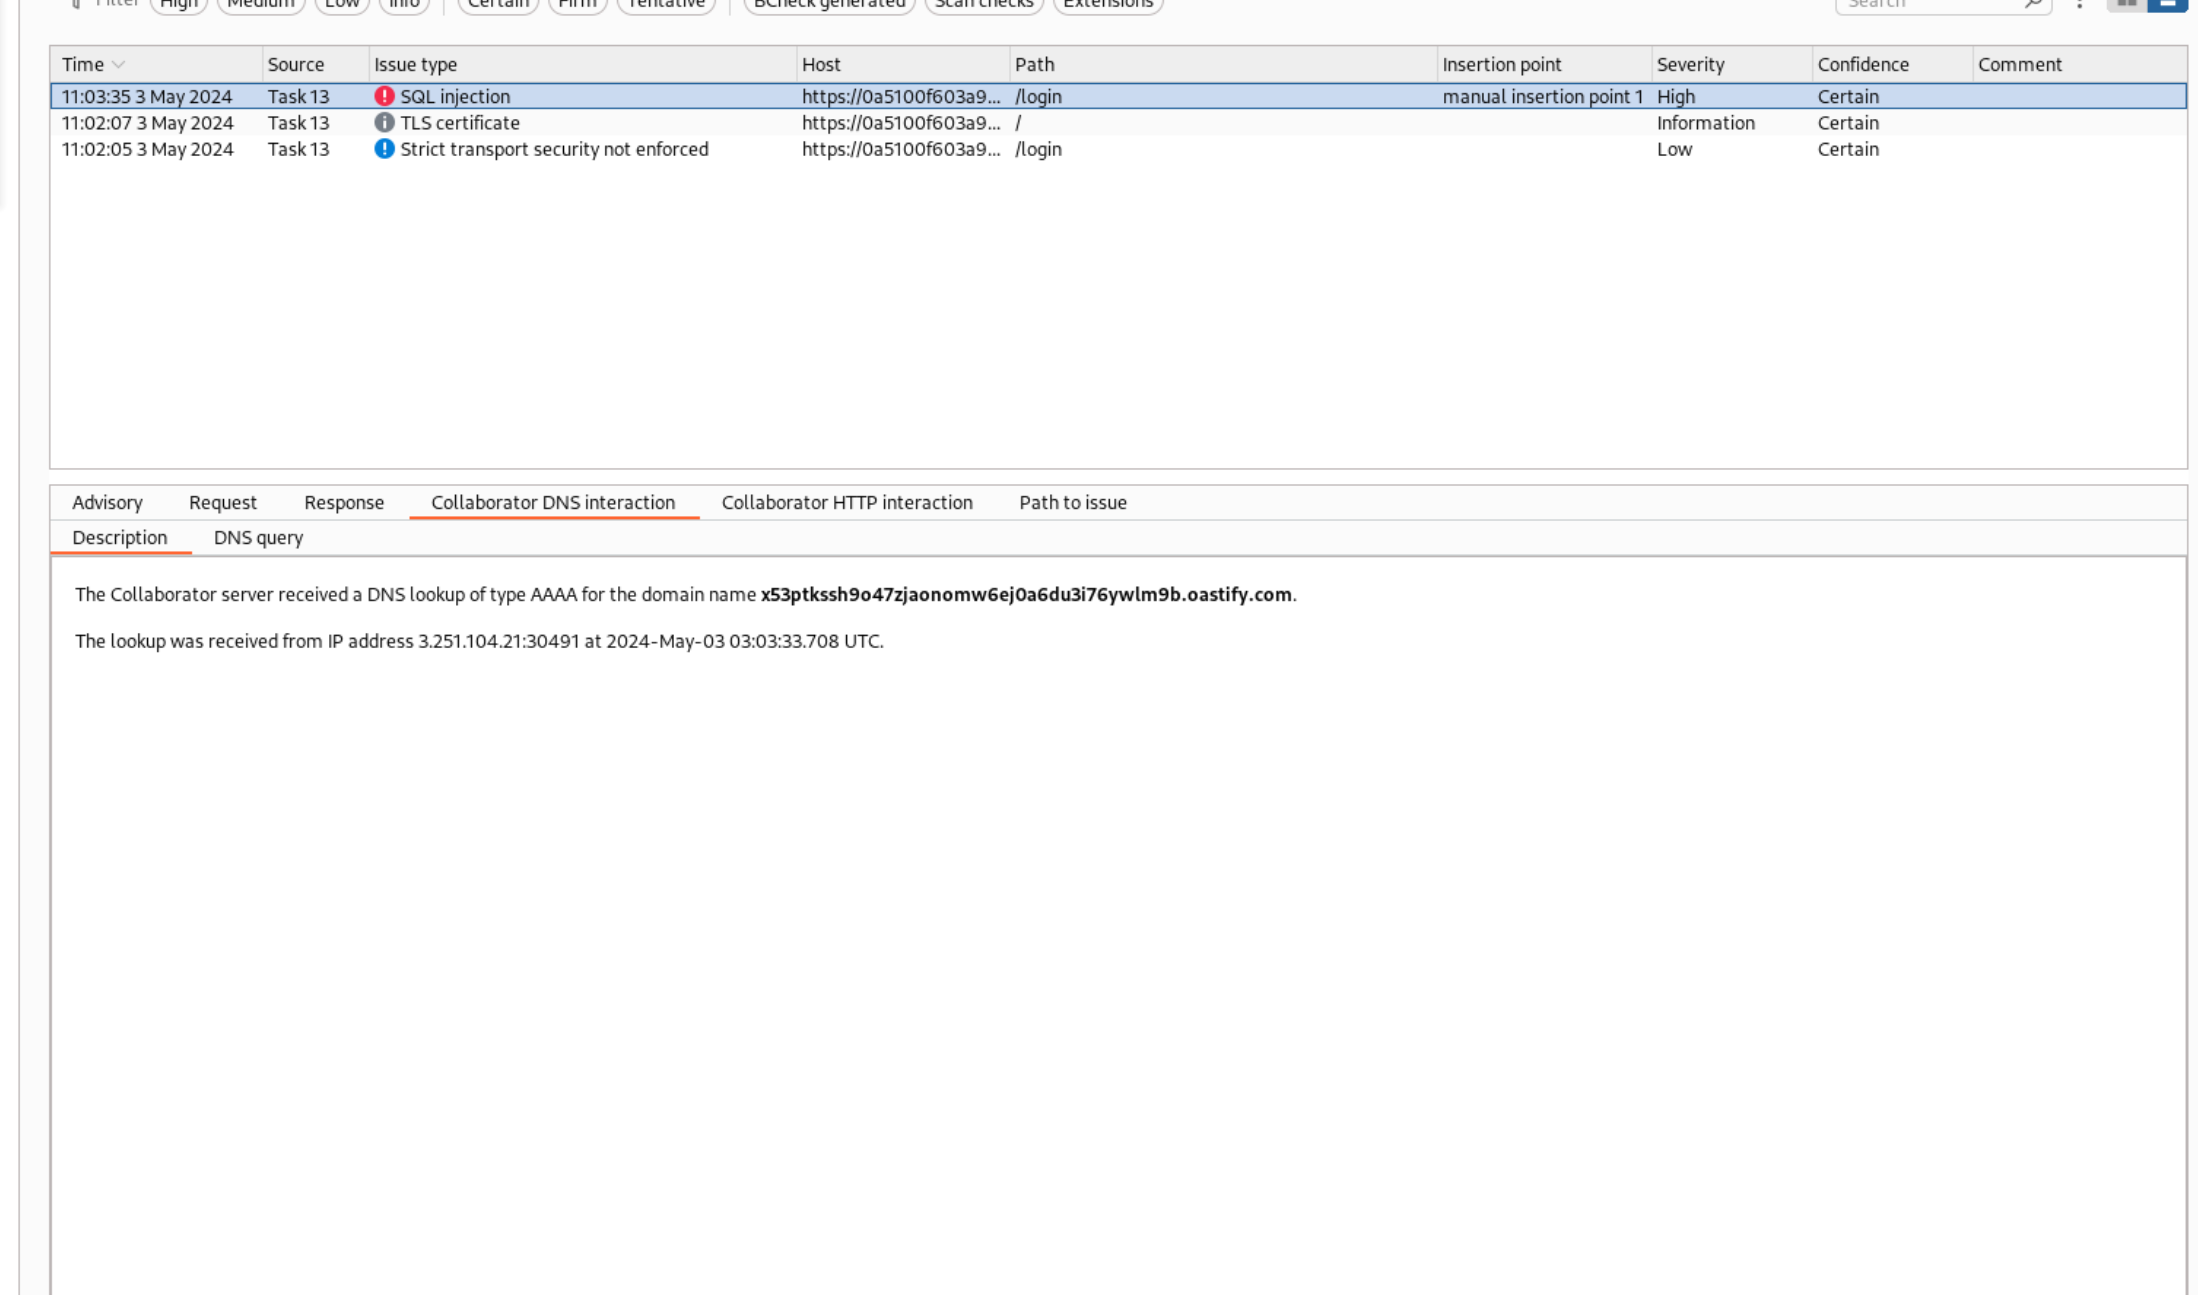 Filter High Medium Low Info Certain Firm Tentative BCheck generated Scan checks Extensions Search
Time Source Issue type Host Path Insertion point Severity Confidence Comment
11:03:35 3 May 2024 Task 13 SQL injection https://0a5100f603a9... /login manual insertion point 1 High Certain
11:02:07 3 May 2024 Task 13 TLS certificate https://0a5100f603a9... / Information Certain
11:02:05 3 May 2024 Task 13 Strict transport security not enforced https://0a5100f603a9... /login Low Certain
Advisory Request Response Collaborator DNS interaction Collaborator HTTP interaction Path to issue
Description DNS query
The Collaborator server received a DNS lookup of type AAAA for the domain name x53ptkssh9o47zjaonomw6ej0a6du3i76ywlm9b.oastify.com.
The lookup was received from IP address 3.251.104.21:30491 at 2024-May-03 03:03:33.708 UTC.